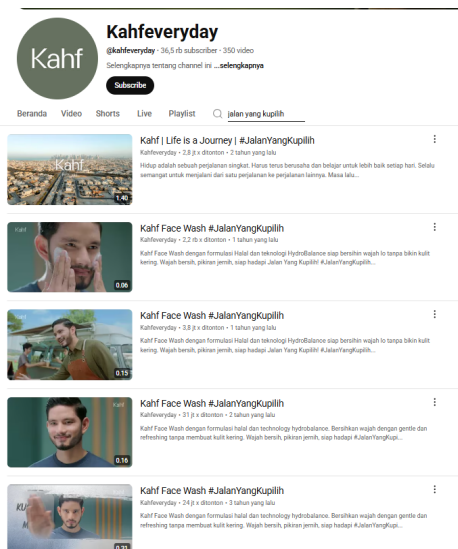 Kahf
Kahfeveryday
@kahfeveryday • 36,5 rb subscriber • 350 video
Selengkapnya tentang channel ini ...selengkapnya
Subscribe
Beranda Video Shorts Live Playlist jalan yang kupilih
Kahf
1.40
Kahf | Life is a Journey | #JalanYangKupilih
Kahfeveryday • 2,8 jt x ditonton • 2 tahun yang lalu
Hidup adalah sebuah perjalanan singkat. Harus terus berusaha dan belajar untuk lebih baik setiap hari. Selalu
semangat untuk menjalani dari satu perjalanan ke perjalanan lainnya. Masa lalu...
Kahf
0.06
Kahf Face Wash #JalanYangKupilih
Kahfeveryday • 2,2 rb x ditonton • 1 tahun yang lalu
Kahf Face Wash dengan formulasi Halal dan teknologi HydroBalance siap bersihin wajah lo tanpa bikin kulit
kering. Wajah bersih, pikiran jernih, siap hadapi Jalan Yang Kupilih! #JalanYangKupilih...
0.15
Kahf Face Wash #JalanYangKupilih
Kahfeveryday • 3,8 jt x ditonton • 1 tahun yang lalu
Kahf Face Wash dengan formulasi Halal dan teknologi HydroBalance siap bersihin wajah lo tanpa bikin kulit
kering. Wajah bersih, pikiran jernih, siap hadapi Jalan Yang Kupilih! #JalanYangKupilih...
Kahf
0.16
Kahf Face Wash #JalanYangKupilih
Kahfeveryday • 31 jt x ditonton • 2 tahun yang lalu
Kahf Face Wash dengan formulasi halal dan technology hydrobalance. Bersihkan wajah dengan gentle dan
refreshing tanpa membuat kulit kering. Wajah bersih, pikiran jernih, siap hadapi #JalanYangKupi...
Kahf Face Wash #JalanYangKupilih
Kahfeveryday • 24 jt x ditonton • 3 tahun yang lalu
Kahf Face Wash dengan formulasi halal dan technology hydrobalance. Bersihkan wajah dengan gentle dan
refreshing tanpa membuat kulit kering. Wajah bersih, pikiran jernih, siap hadapi #JalanYangKupi...